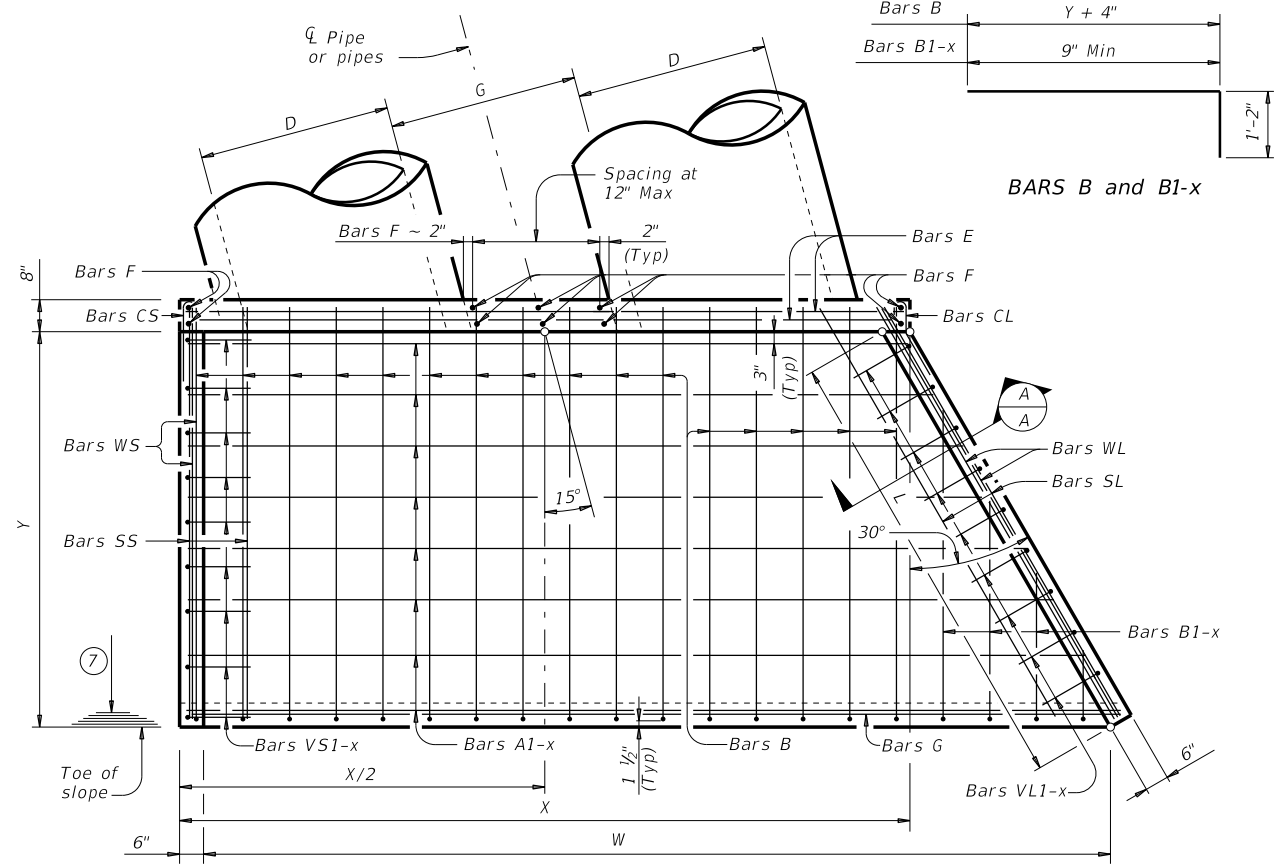 Bars B
Y + 4"
Bars B1-x
9" Min
1'-2"
BARS B and B1-x
℄ Pipe
or pipes
D
G
D
Spacing at
12" Max
Bars F ~ 2"
2"
(Typ)
Bars E
Bars F
Bars F
8"
Bars CS
Bars CL
3"
(Typ)
A
A
Bars WS
Bars WL
Bars SL
L
15°
30°
Y
Bars SS
Bars B1-x
7
Bars VS1-x
Bars A1-x
1 ½"
(Typ)
Bars B
Bars G
6"
Toe of
slope
X/2
Bars VL1-x
X
6"
W